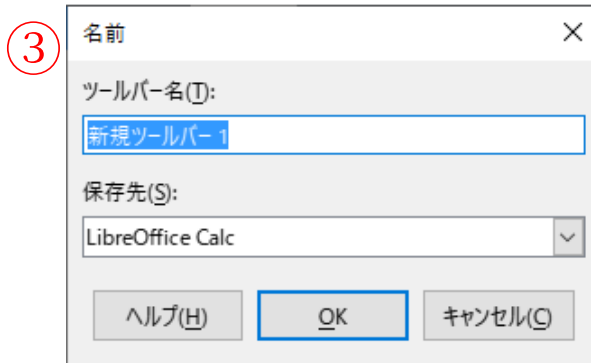 ③
名前
ツールバー名(T):
新規ツールバー 1
保存先(S):
LibreOffice Calc
ヘルプ(H) OK キャンセル(C)